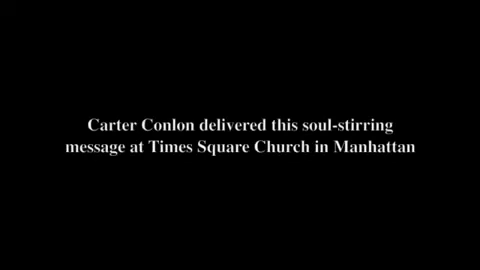 Carter Conlon delivered this soul-stirring
message at Times Square Church in Manhattan